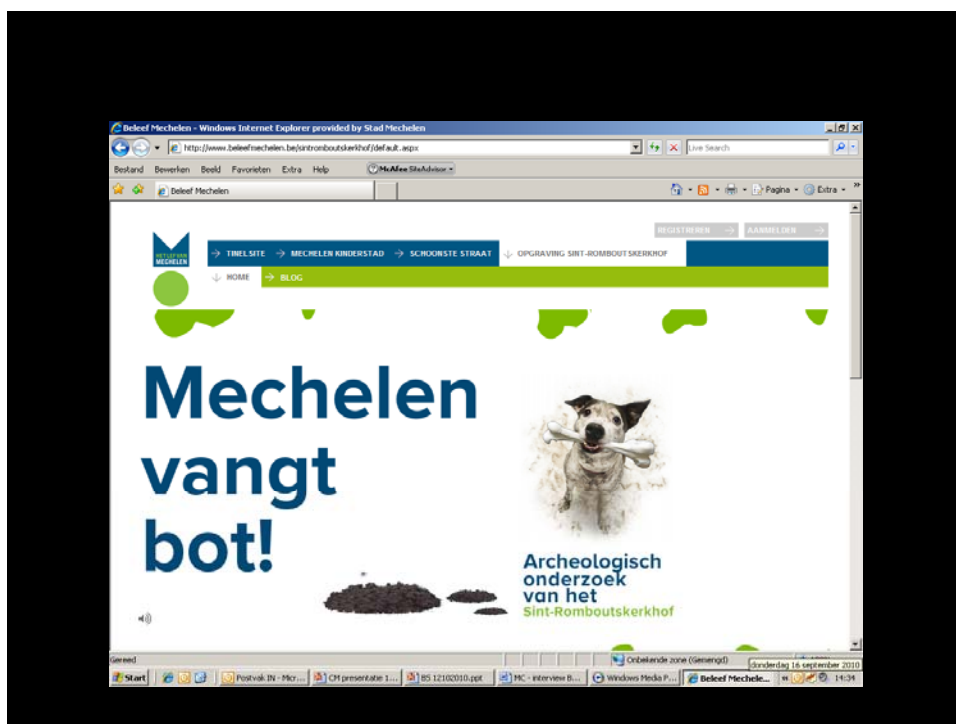 Beleef Mechelen - Windows Internet Explorer provided by Stad Mechelen
http://www.beleefmechelen.be/sintromboutskerkhof/default.aspx
Live Search
Bestand Bewerken Beeld Favorieten Extra Help McAfee SiteAdvisor
Beleef Mechelen
Pagina Extra
REGISTREREN AANMELDEN
HET LEF VAN
MECHELEN
TINELSITE MECHELEN KINDERSTAD SCHOONSTE STRAAT OPGRAVING SINT-ROMBOUTSKERKHOF
HOME BLOG
Mechelen
vangt
bot!
Archeologisch
onderzoek
van het
Sint-Romboutskerkhof
Gereed
Onbekende zone (Gemengd)
donderdag 16 september 2010
Start
Postvak IN - Micr...
CM presentatie 1...
BS 12102010.ppt
MC - interview B...
Windows Media P...
Beleef Mechele...
14:34